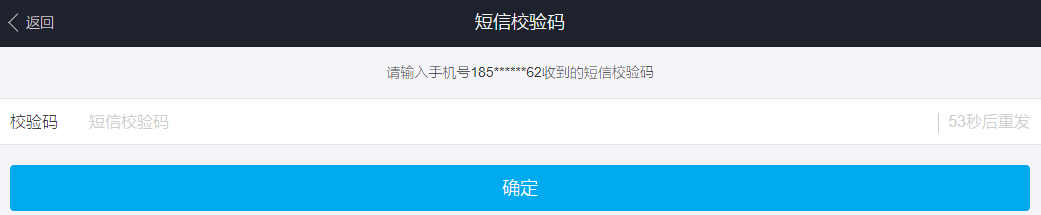 返回
短信校验码
请输入手机号185******62收到的短信校验码
校验码 短信校验码 53秒后重发
确定